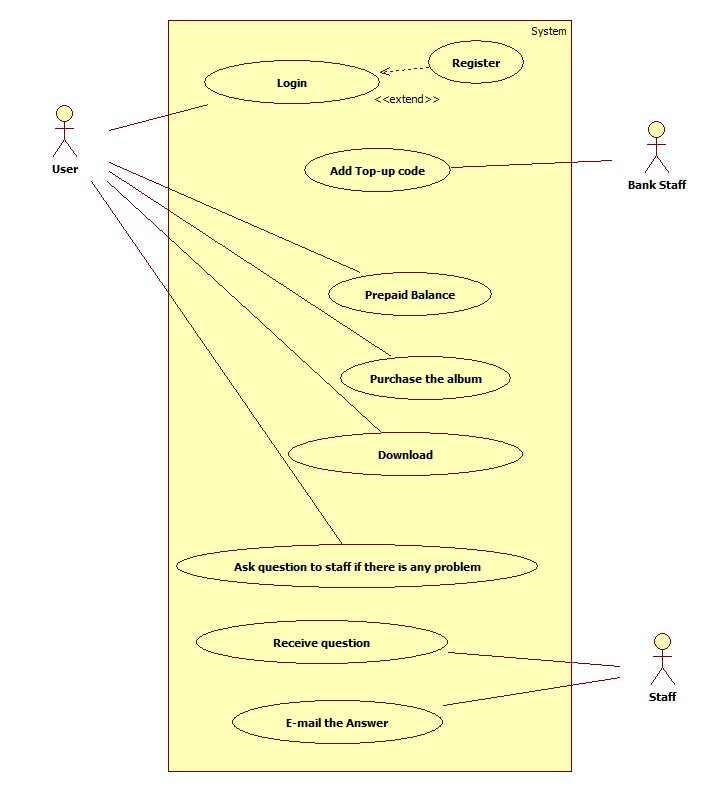 System
Register
Login
<<extend>>
User
Add Top-up code
Bank Staff
Prepaid Balance
Purchase the album
Download
Ask question to staff if there is any problem
Receive question
Staff
E-mail the Answer